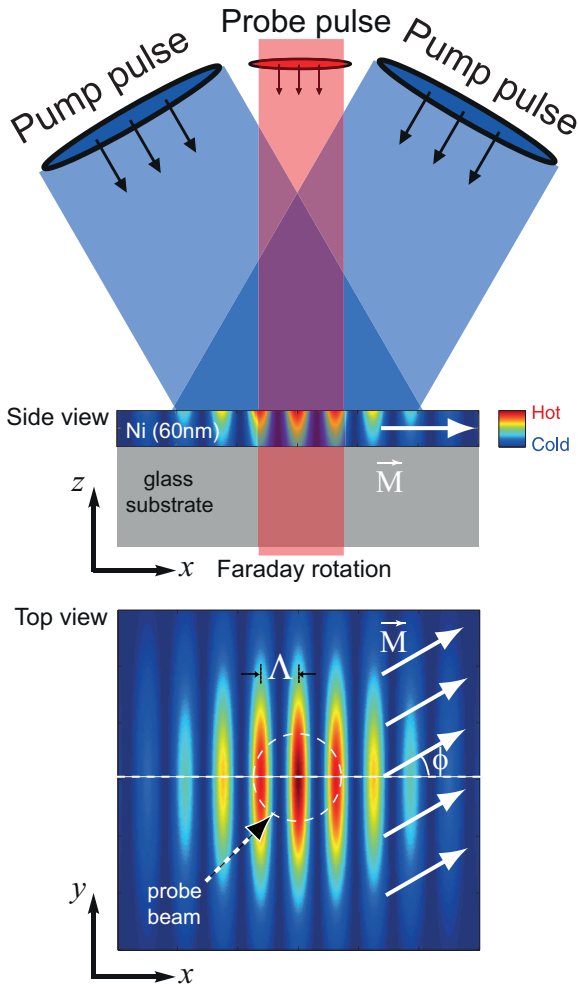 Probe pulse
Pump pulse
Pump pulse
Side view
Hot
Ni (60nm)
Cold
M
glass
substrate
z
x
Faraday rotation
Top view
M
Λ
ϕ
probe
beam
y
x